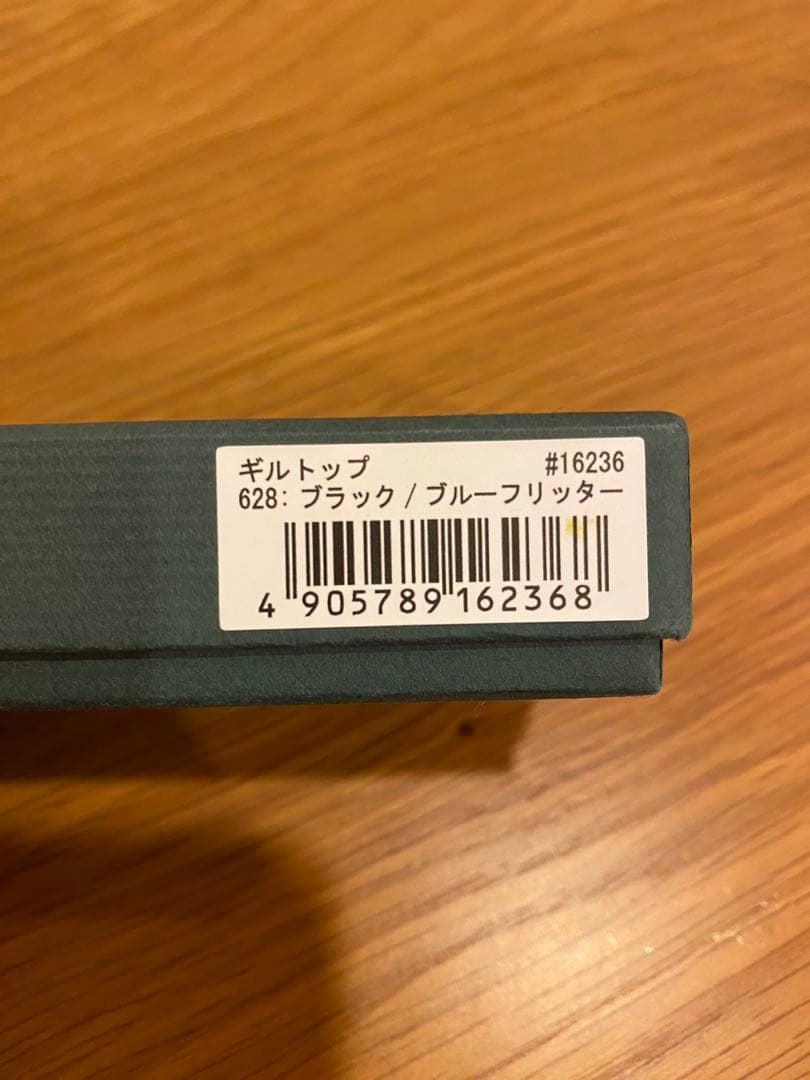 ギルトップ #16236
628: ブラック / ブルーフリッター
4 905789 162368